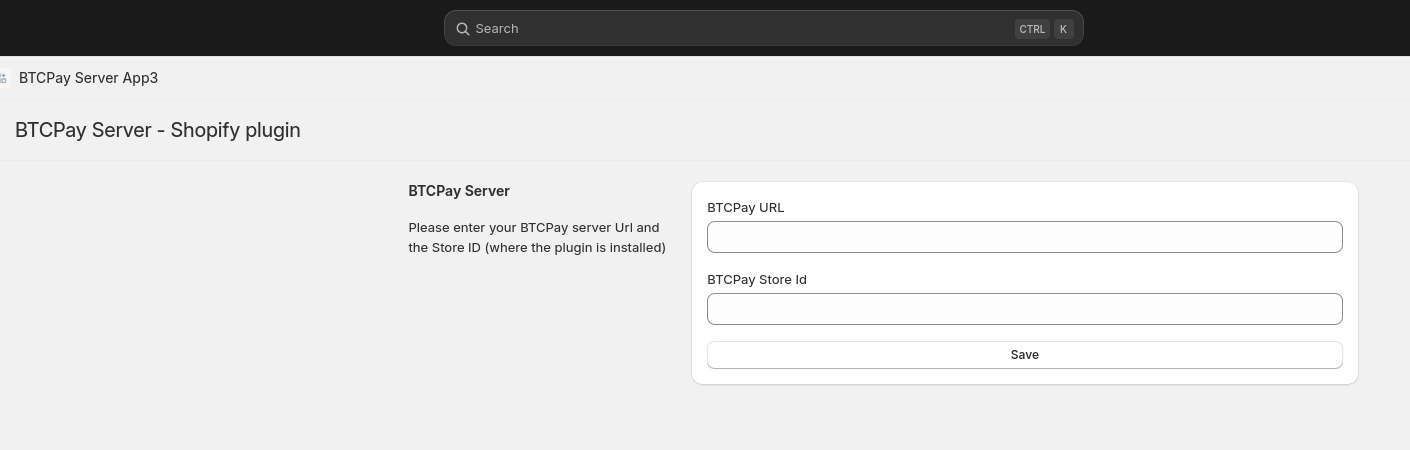 Search
CTRL K
BTCPay Server App3
BTCPay Server - Shopify plugin
BTCPay Server
Please enter your BTCPay server Url and
the Store ID (where the plugin is installed)
BTCPay URL
BTCPay Store Id
Save